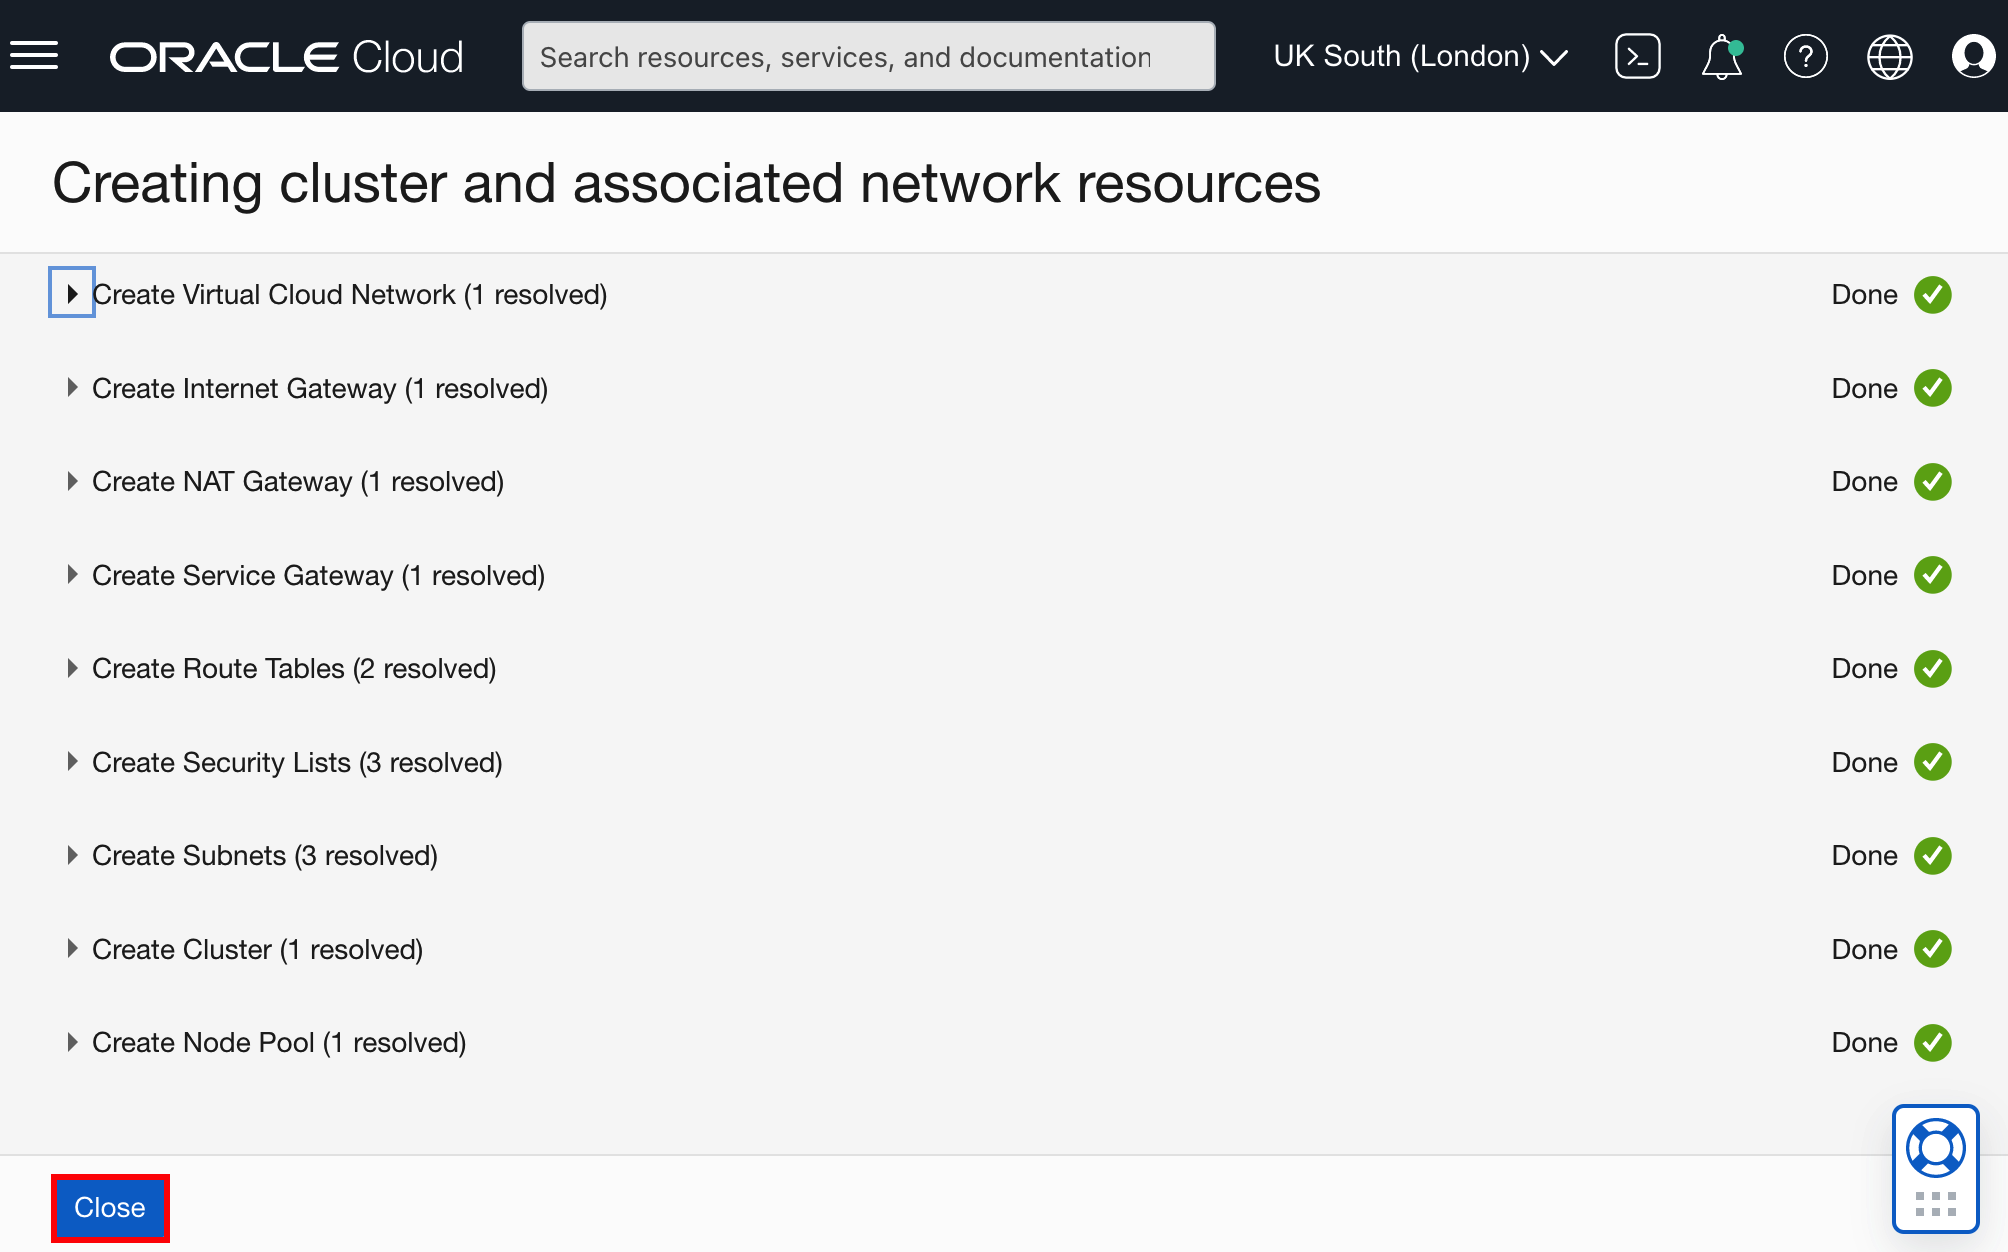 ORACLE Cloud
Search resources, services, and documentation
UK South (London)
Creating cluster and associated network resources
Create Virtual Cloud Network (1 resolved) Done
Create Internet Gateway (1 resolved) Done
Create NAT Gateway (1 resolved) Done
Create Service Gateway (1 resolved) Done
Create Route Tables (2 resolved) Done
Create Security Lists (3 resolved) Done
Create Subnets (3 resolved) Done
Create Cluster (1 resolved) Done
Create Node Pool (1 resolved) Done
Close